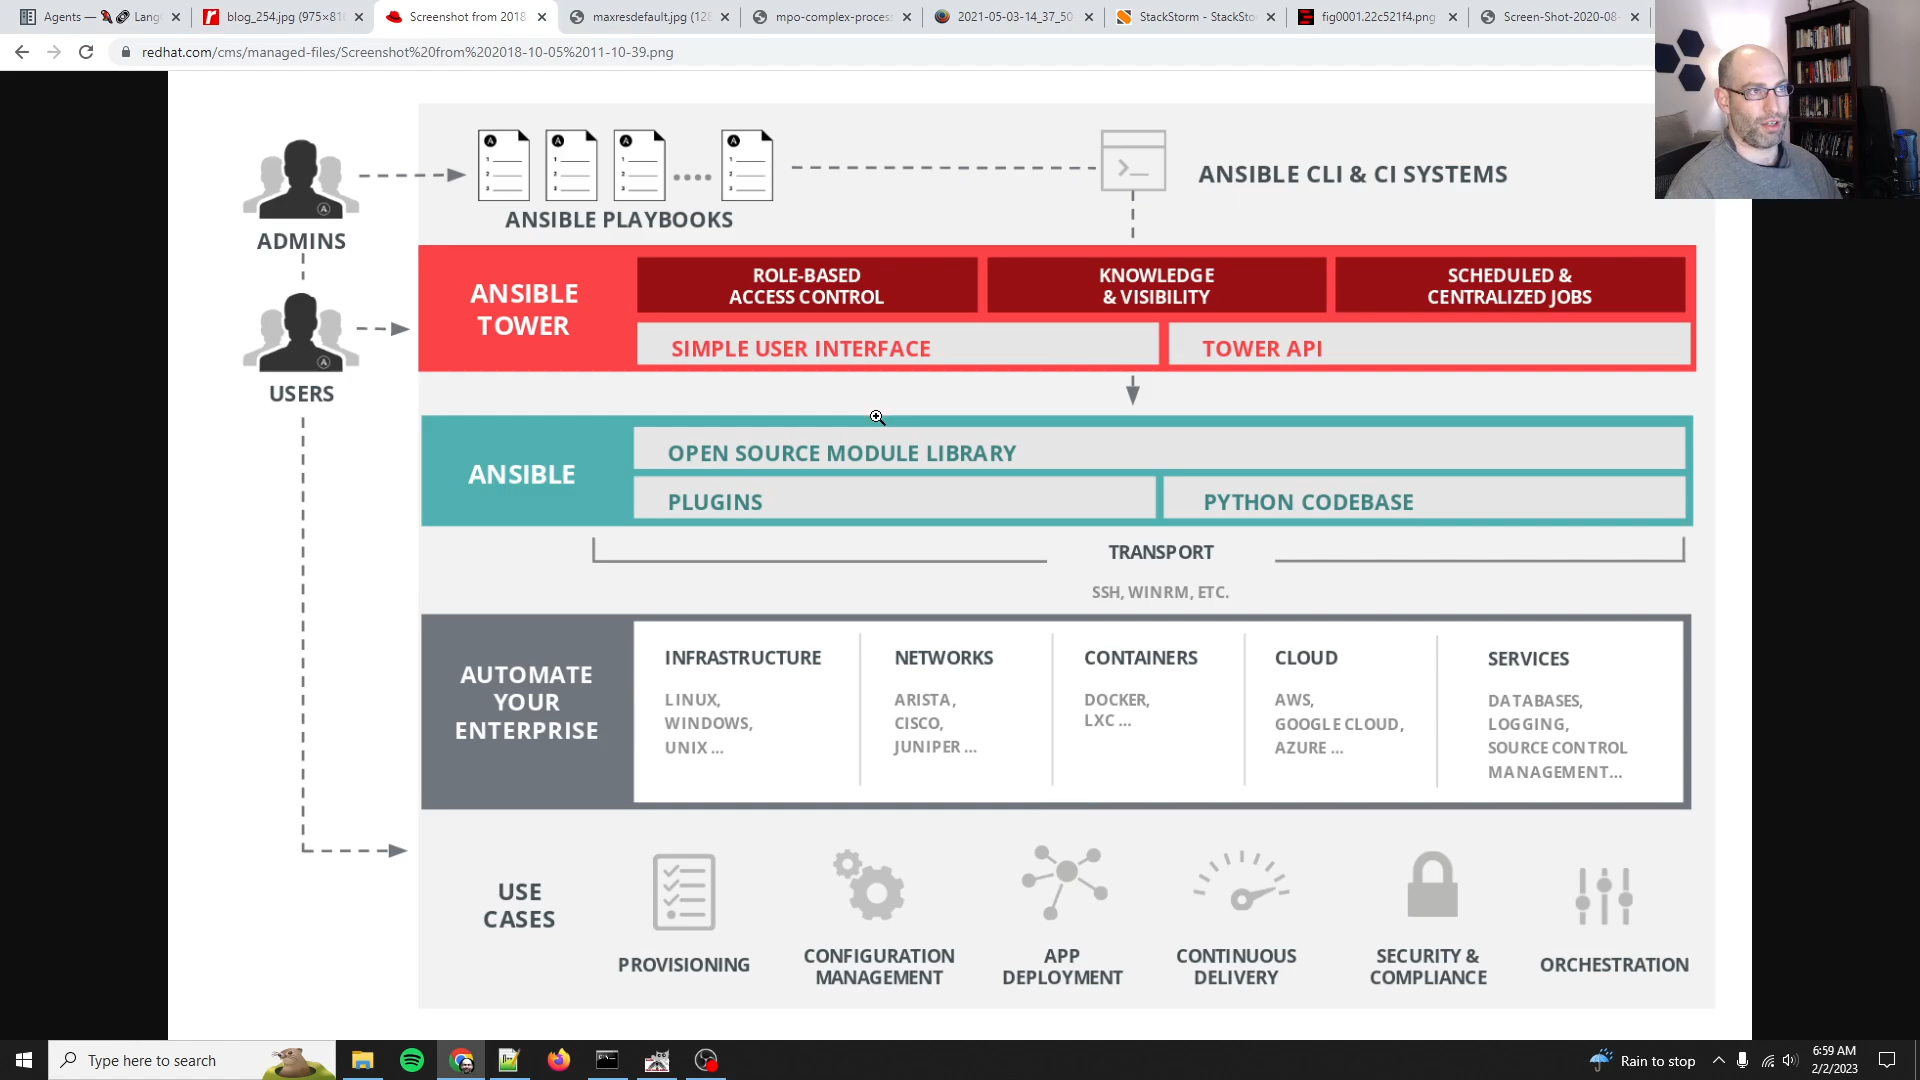 Agents — Lang
blog_254.jpg (975×81
Screenshot from 2018
maxresdefault.jpg (128
mpo-complex-process
2021-05-03-14_37_50
StackStorm - StackSto
fig0001.22c521f4.png
Screen-Shot-2020-08-
redhat.com/cms/managed-files/Screenshot%20from%202018-10-05%2011-10-39.png
ADMINS
USERS
ANSIBLE PLAYBOOKS
ANSIBLE CLI & CI SYSTEMS
ANSIBLE
TOWER
ROLE-BASED
ACCESS CONTROL
KNOWLEDGE
& VISIBILITY
SCHEDULED &
CENTRALIZED JOBS
SIMPLE USER INTERFACE
TOWER API
ANSIBLE
OPEN SOURCE MODULE LIBRARY
PLUGINS
PYTHON CODEBASE
TRANSPORT
SSH, WINRM, ETC.
AUTOMATE
YOUR
ENTERPRISE
INFRASTRUCTURE
LINUX,
WINDOWS,
UNIX ...
NETWORKS
ARISTA,
CISCO,
JUNIPER ...
CONTAINERS
DOCKER,
LXC ...
CLOUD
AWS,
GOOGLE CLOUD,
AZURE ...
SERVICES
DATABASES,
LOGGING,
SOURCE CONTROL
MANAGEMENT...
USE
CASES
PROVISIONING
CONFIGURATION
MANAGEMENT
APP
DEPLOYMENT
CONTINUOUS
DELIVERY
SECURITY &
COMPLIANCE
ORCHESTRATION
Type here to search
Rain to stop
6:59 AM
2/2/2023